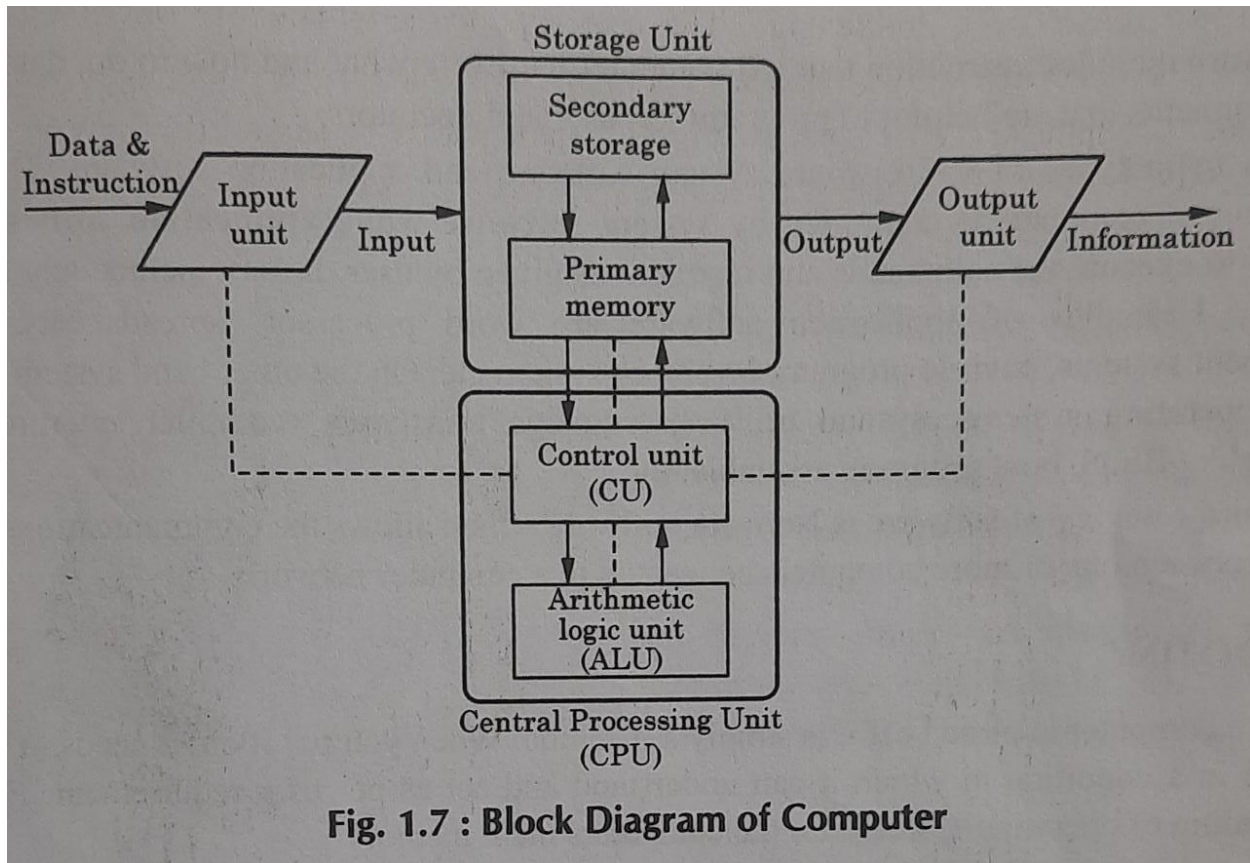 Storage Unit
Secondary
storage
Data &
Instruction
Input
unit
Input
Primary
memory
Output
Output
unit
Information
Control unit
(CU)
Arithmetic
logic unit
(ALU)
Central Processing Unit
(CPU)
Fig. 1.7 : Block Diagram of Computer